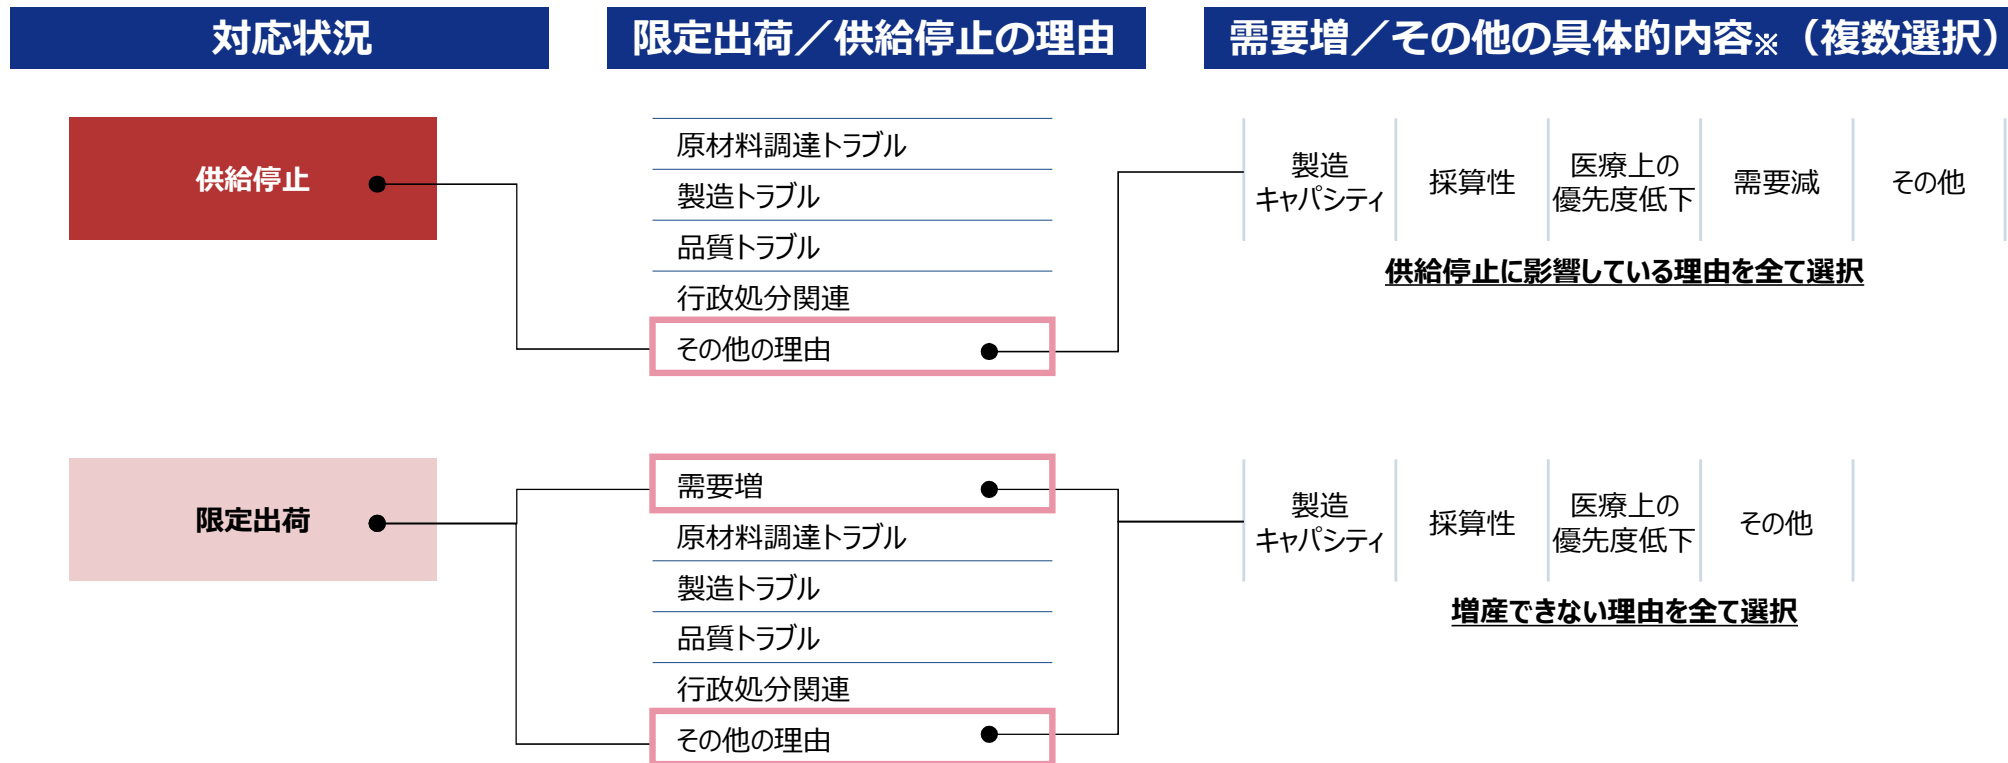 対応状況
限定出荷／供給停止の理由
需要増／その他の具体的内容※（複数選択）
供給停止
原材料調達トラブル
製造トラブル
品質トラブル
行政処分関連
その他の理由
製造
キャパシティ
採算性
医療上の
優先度低下
需要減
その他
供給停止に影響している理由を全て選択
限定出荷
需要増
原材料調達トラブル
製造トラブル
品質トラブル
行政処分関連
その他の理由
製造
キャパシティ
採算性
医療上の
優先度低下
その他
増産できない理由を全て選択